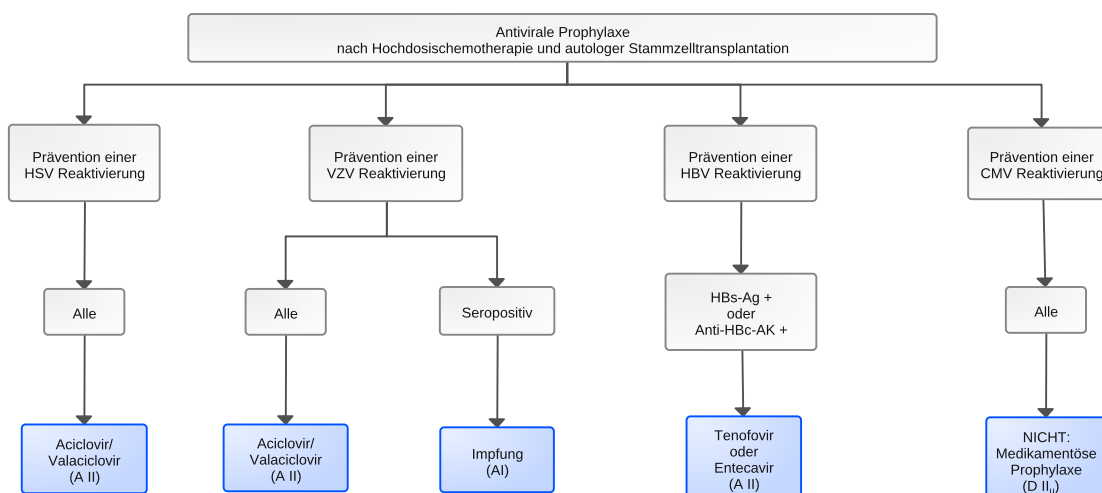 Antivirale Prophylaxe
nach Hochdosischemotherapie und autologer Stammzelltransplantation
Prävention einer
HSV Reaktivierung
Prävention einer
VZV Reaktivierung
Prävention einer
HBV Reaktivierung
Prävention einer
CMV Reaktivierung
Alle
Alle
Seropositiv
HBs-Ag +
oder
Anti-HBc-AK +
Alle
Aciclovir/
Valaciclovir
(A II)
Aciclovir/
Valaciclovir
(A II)
Impfung
(AI)
Tenofovir
oder
Entecavir
(A II)
NICHT:
Medikamentöse
Prophylaxe
(D IIu)